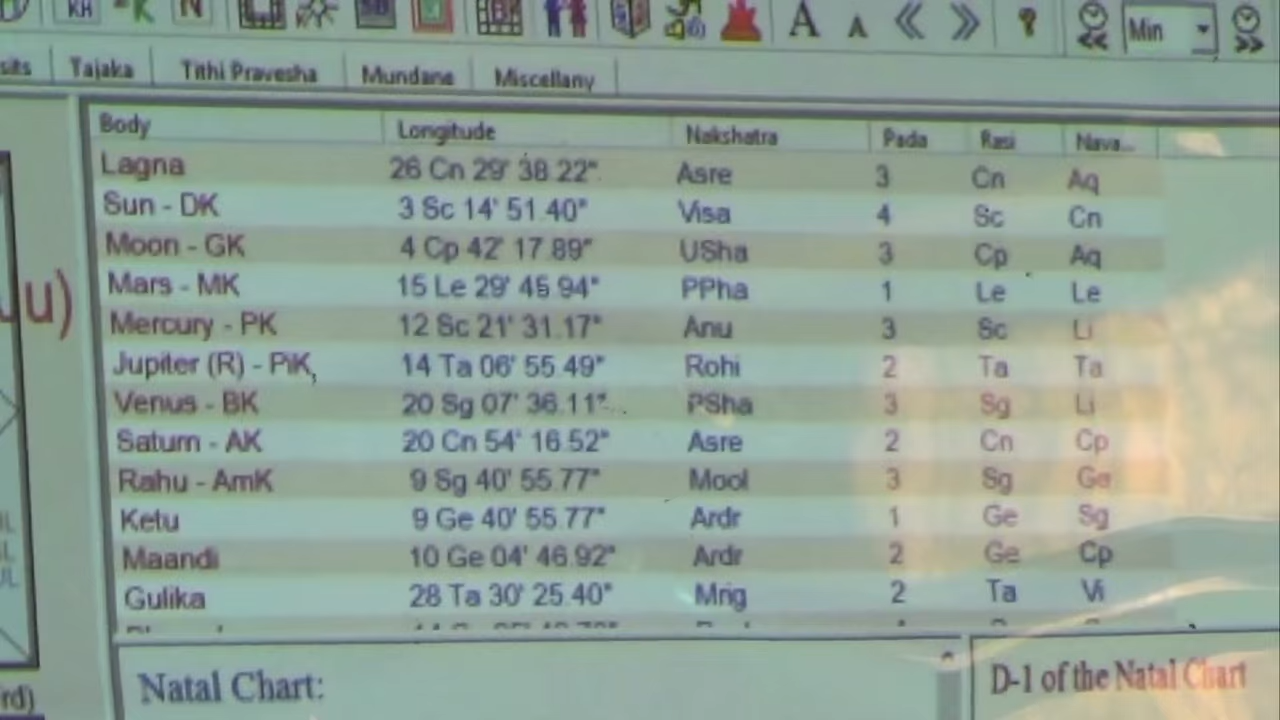 KH K N A A ? Min
sits Tajaka Tithi Pravesha Mundane Miscellany
Body Longitude Nakshatra Pada Rasi Nava...
Lagna 26 Cn 29' 38.22" Asre 3 Cn Aq
Sun - DK 3 Sc 14' 51.40" Visa 4 Sc Cn
Moon - GK 4 Cp 42' 17.89" USha 3 Cp Aq
Mars - MK 15 Le 29' 45.94" PPha 1 Le Le
Mercury - PK 12 Sc 21' 31.17" Anu 3 Sc Li
Jupiter (R) - PiK 14 Ta 06' 55.49" Rohi 2 Ta Ta
Venus - BK 20 Sg 07' 36.11" PSha 3 Sg Li
Saturn - AK 20 Cn 54' 16.52" Asre 2 Cn Cp
Rahu - AmK 9 Sg 40' 55.77" Mool 3 Sg Ge
Ketu 9 Ge 40' 55.77" Ardr 1 Ge Sg
Maandi 10 Ge 04' 46.92" Ardr 2 Ge Cp
Gulika 28 Ta 30' 25.40" Mrig 2 Ta Vi
u)
rd)
Natal Chart:
D-1 of the Natal Chart